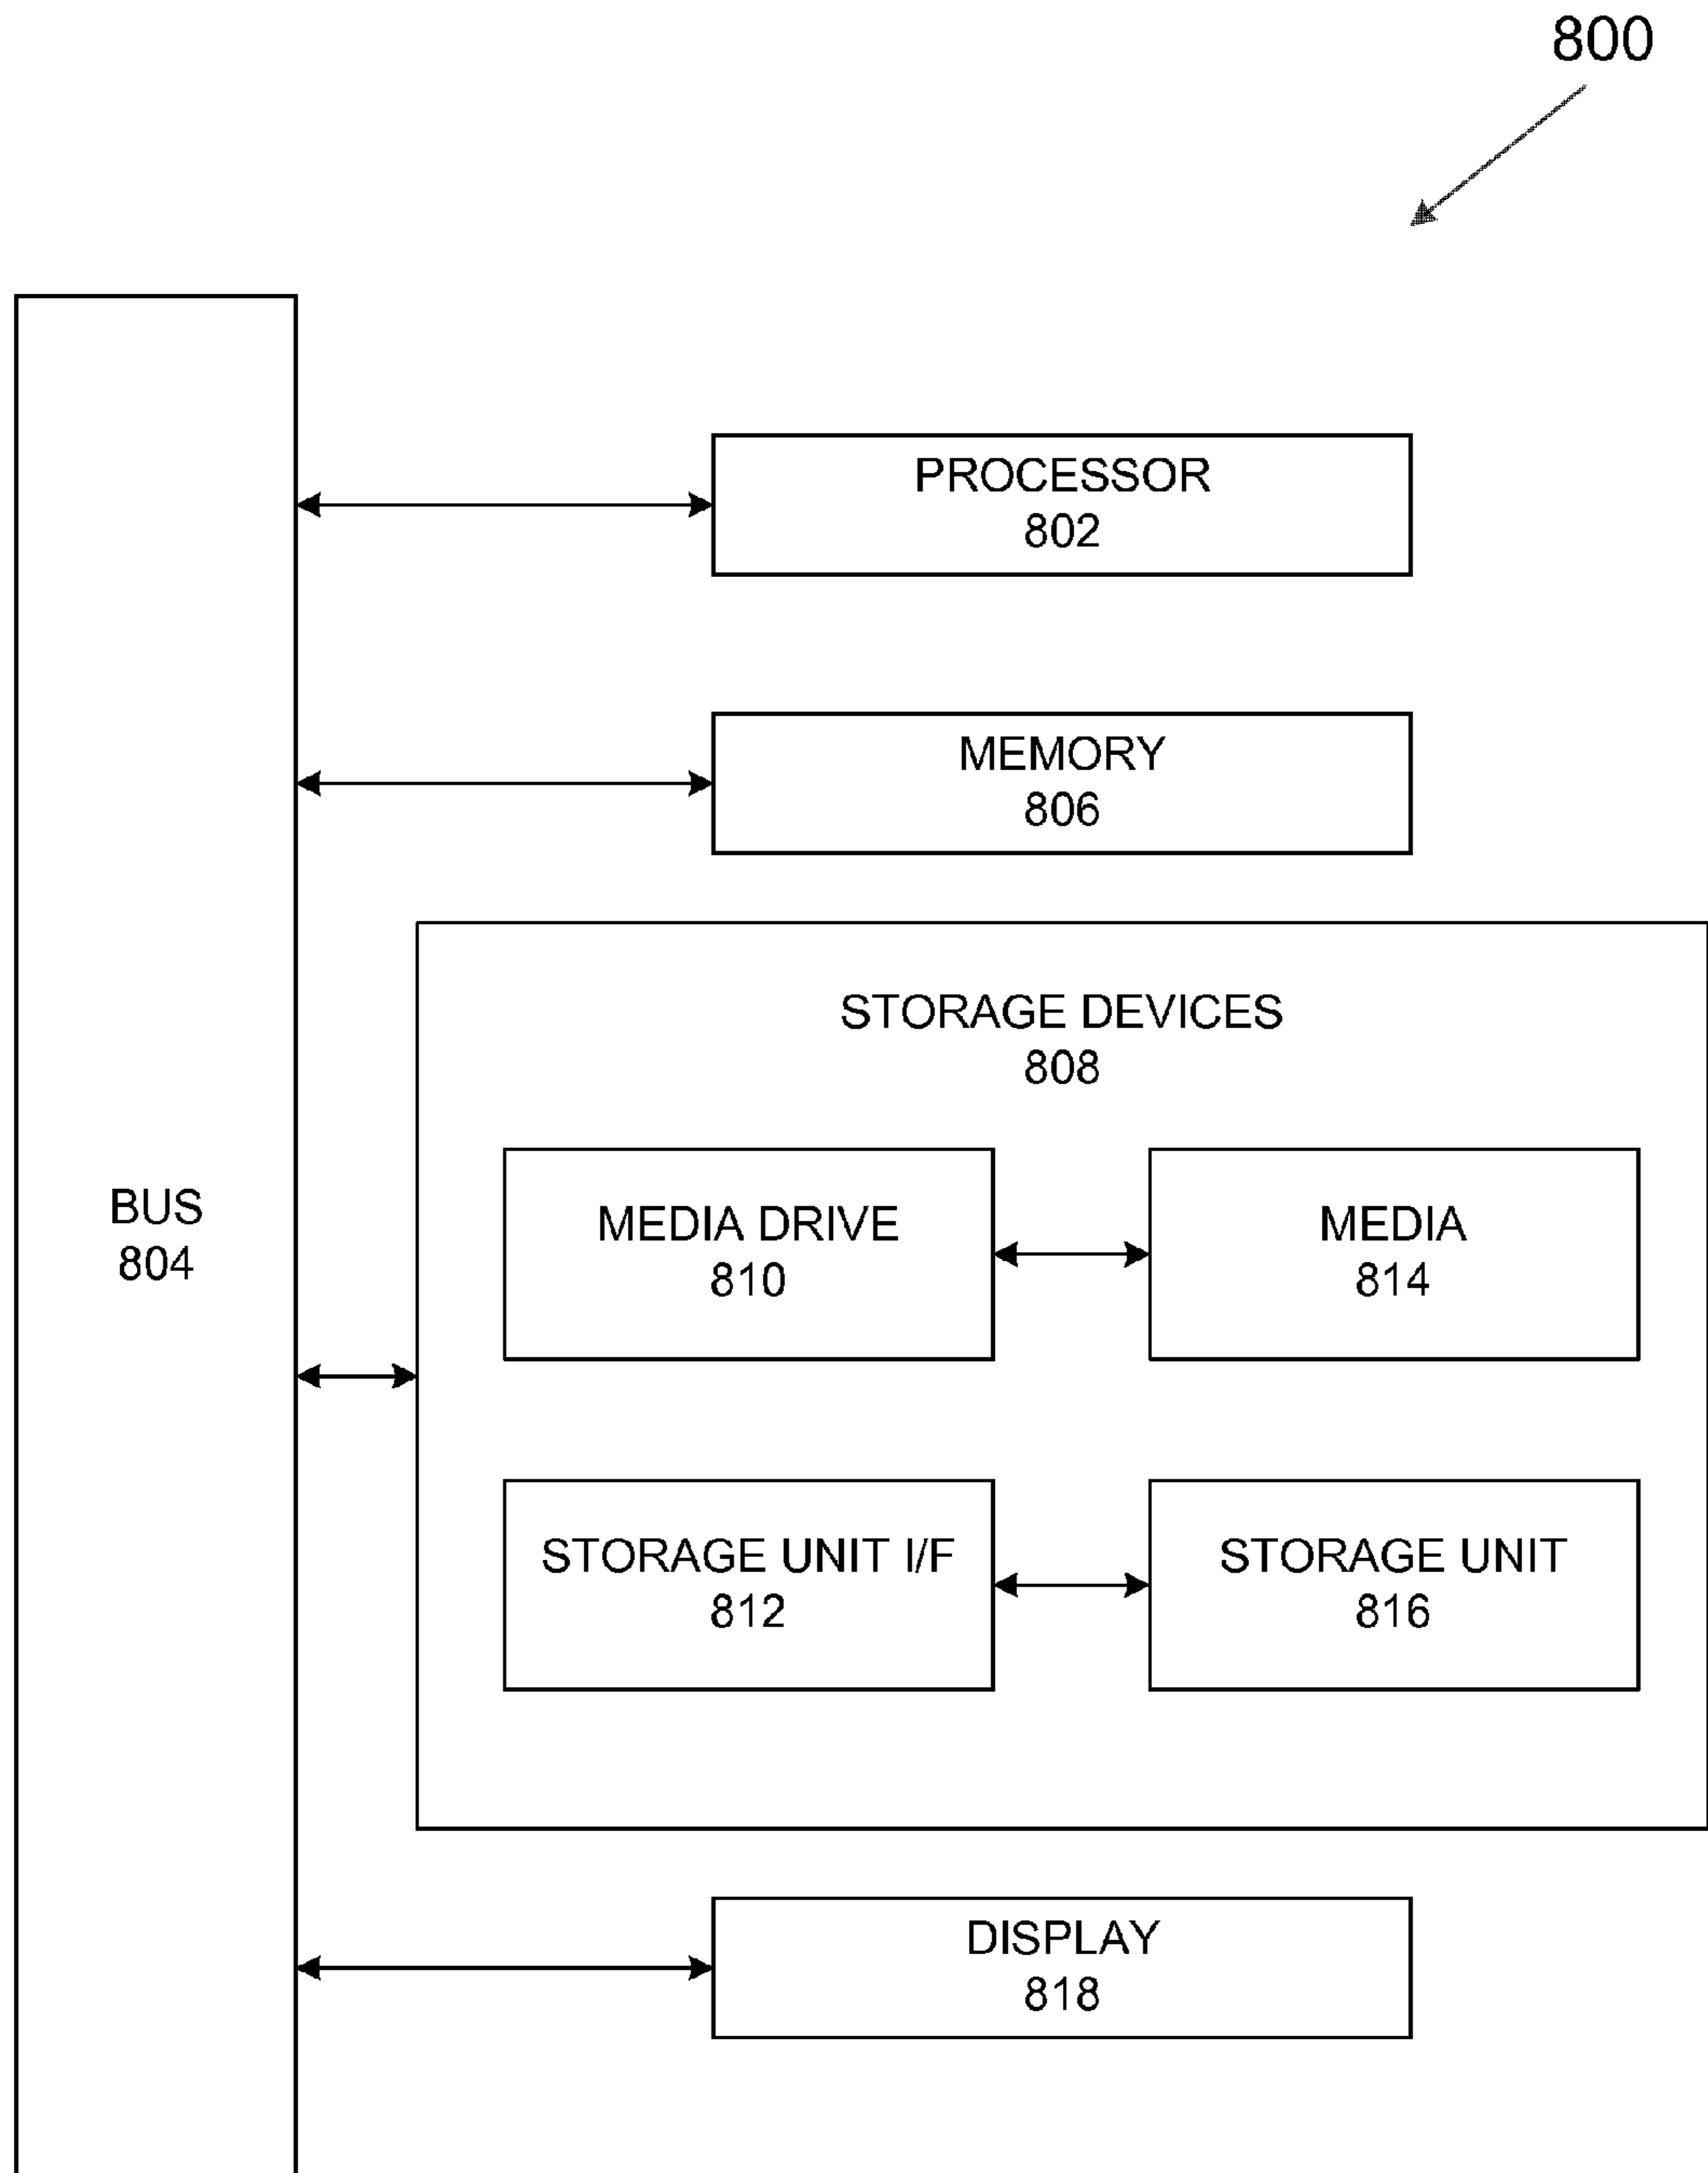 800
PROCESSOR
802
MEMORY
806
STORAGE DEVICES
808
BUS
804
MEDIA DRIVE
810
MEDIA
814
STORAGE UNIT I/F
812
STORAGE UNIT
816
DISPLAY
818